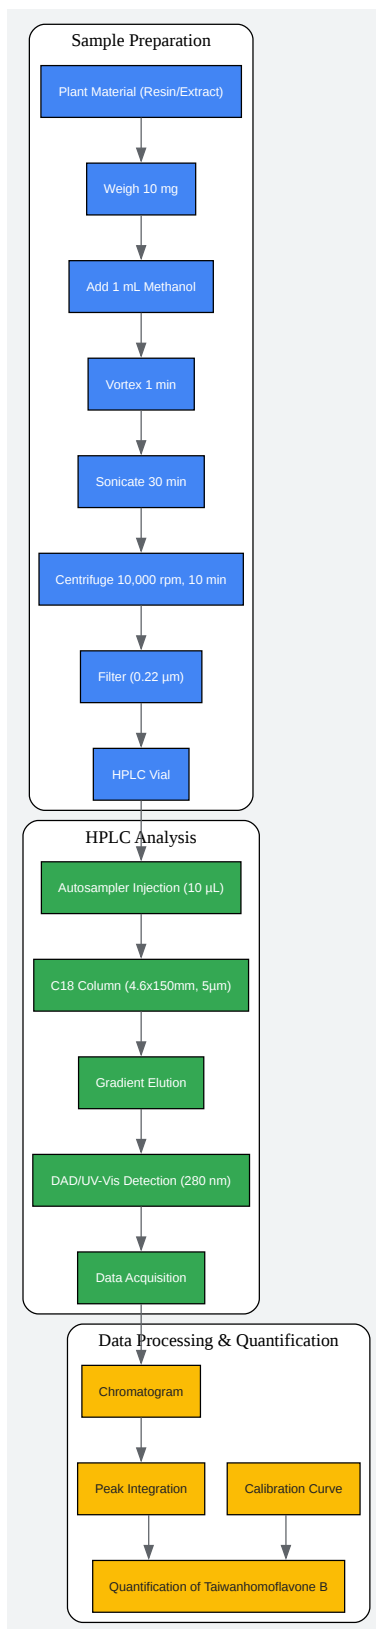 Sample Preparation
Plant Material (Resin/Extract)
Weigh 10 mg
Add 1 mL Methanol
Vortex 1 min
Sonicate 30 min
Centrifuge 10,000 rpm, 10 min
Filter (0.22 µm)
HPLC Vial
HPLC Analysis
Autosampler Injection (10 µL)
C18 Column (4.6x150mm, 5µm)
Gradient Elution
DAD/UV-Vis Detection (280 nm)
Data Acquisition
Data Processing & Quantification
Chromatogram
Peak Integration
Calibration Curve
Quantification of Taiwanhomoflavone B